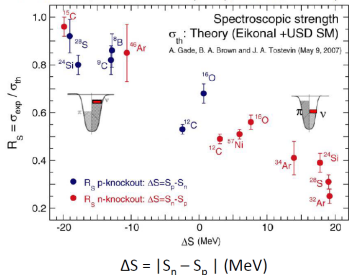 Spectroscopic strength
σth: Theory (Eikonal +USD SM)
A. Gade, B. A. Brown and J. A. Tostevin (May 9, 2007)
1.0
0.8
0.6
0.4
0.2
RS = σexp / σth
15C
28S
24Si
8B
9C
46Ar
16O
12C
12C
57Ni
16O
34Ar
24Si
28S
32Ar
π
ν
π
ν
RS p-knockout: ΔS=Sp-Sn
RS n-knockout: ΔS=Sn-Sp
-20 -10 0 10 20
ΔS (MeV)
ΔS = |Sn − Sp | (MeV)